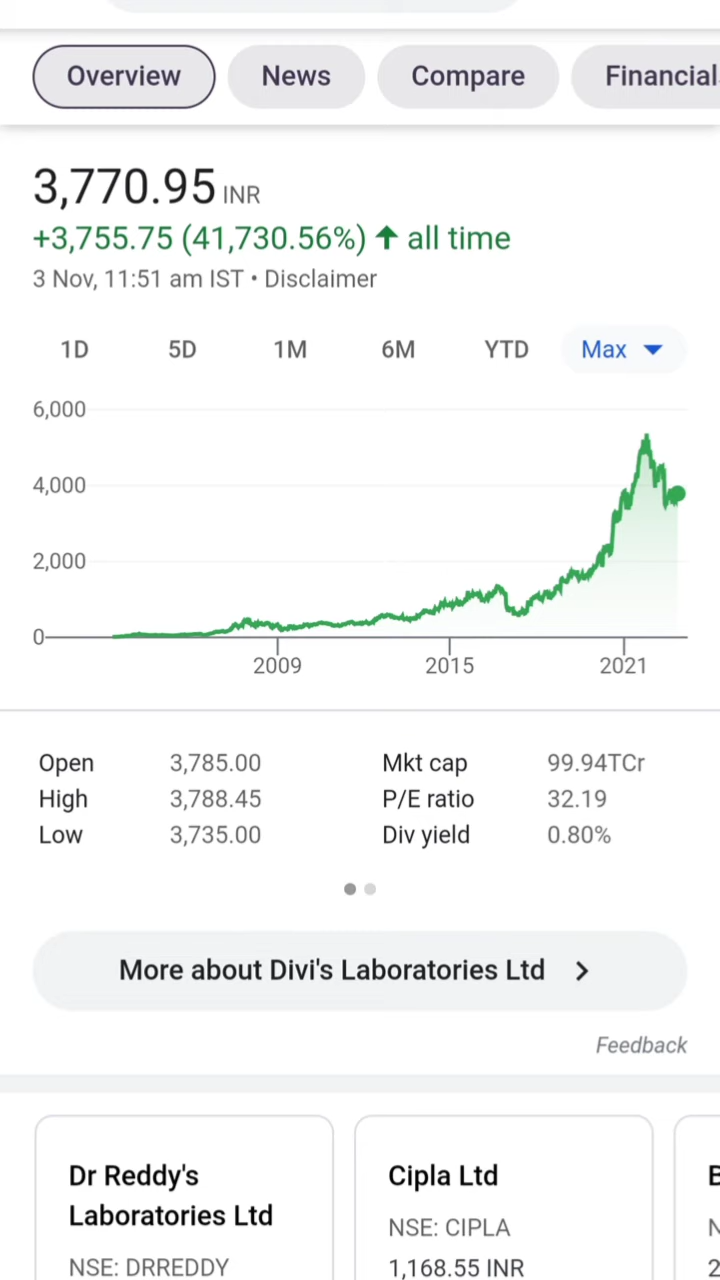 Overview News Compare Financial
3,770.95 INR
+3,755.75 (41,730.56%) ↑ all time
3 Nov, 11:51 am IST • Disclaimer
1D 5D 1M 6M YTD Max
6,000
4,000
2,000
0
2009 2015 2021
Open 3,785.00 Mkt cap 99.94TCr
High 3,788.45 P/E ratio 32.19
Low 3,735.00 Div yield 0.80%
More about Divi's Laboratories Ltd
Feedback
Dr Reddy's
Laboratories Ltd
NSE: DRREDDY
Cipla Ltd
NSE: CIPLA
1,168.55 INR